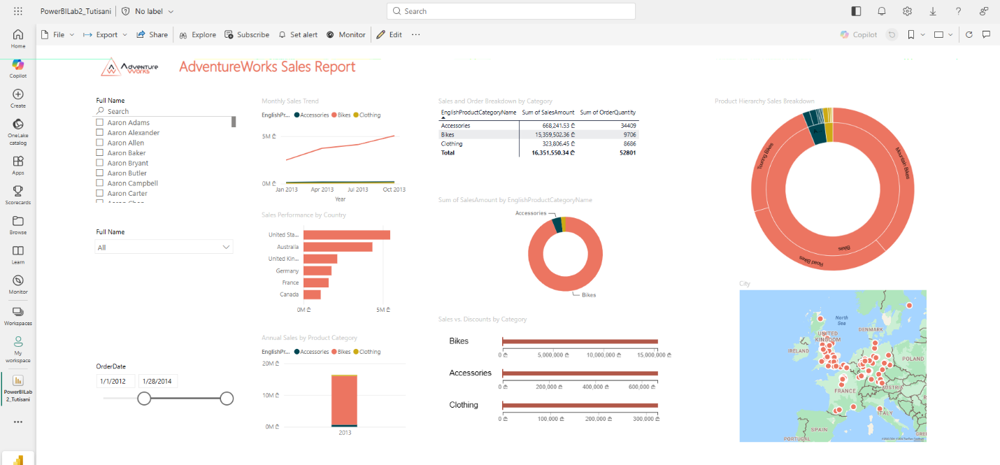 PowerBILab2_Tutisani
No label
Search
File
Export
Share
Explore
Subscribe
Set alert
Monitor
Edit
Copilot
Home
Copilot
Create
OneLake
catalog
Apps
Scorecards
Browse
Learn
Monitor
Workspaces
My
workspace
PowerBILab
2_Tutisani
Adventure
Works
AdventureWorks Sales Report
Full Name
Search
Aaron Adams
Aaron Alexander
Aaron Allen
Aaron Baker
Aaron Bryant
Aaron Butler
Aaron Campbell
Aaron Carter
Full Name
All
OrderDate
1/1/2012 1/28/2014
Monthly Sales Trend
EnglishPr... Accessories Bikes Clothing
5M ₾
0M ₾
Jan 2013 Apr 2013 Jul 2013 Oct 2013
Year
Sales Performance by Country
United Sta...
Australia
United Kin...
Germany
France
Canada
0M ₾ 5M ₾
Annual Sales by Product Category
EnglishPr... Accessories Bikes Clothing
20M ₾
10M ₾
0M ₾
2013
Sales and Order Breakdown by Category
EnglishProductCategoryName Sum of SalesAmount Sum of OrderQuantity
Accessories 668,241.53 ₾ 34409
Bikes 15,359,502.36 ₾ 9706
Clothing 323,806.45 ₾ 8686
Total 16,351,550.34 ₾ 52801
Sum of SalesAmount by EnglishProductCategoryName
Accessories
Bikes
Sales vs. Discounts by Category
Bikes
0 ₾ 5,000,000 ₾ 10,000,000 ₾ 15,000,000 ₾
Accessories
0 ₾ 200,000 ₾ 400,000 ₾ 600,000 ₾
Clothing
0 ₾ 100,000 ₾ 200,000 ₾ 300,000 ₾
Product Hierarchy Sales Breakdown
A...
Touring Bikes
Mountain Bikes
Bikes
Road Bikes
City
North
Sea
DENMARK
UNITED
KINGDOM
IRELAND
POLAND
FRANCE
AUSTRIA
ITALY
SPAIN
PORTUGAL
GRE